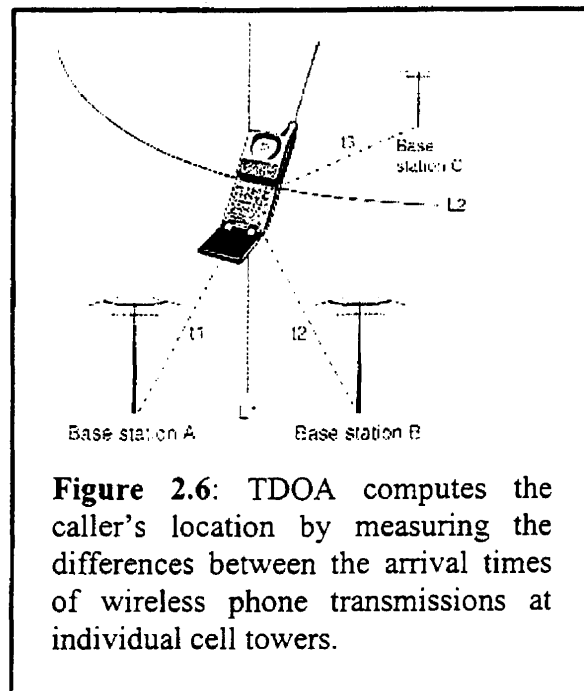 t3
Base
station C
L2
t1
t2
Base station A
Base station B
Figure 2.6: TDOA computes the
caller's location by measuring the
differences between the arrival times
of wireless phone transmissions at
individual cell towers.